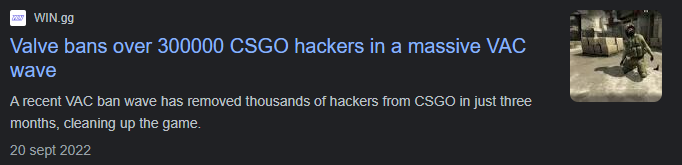 WIN.gg
Valve bans over 300000 CSGO hackers in a massive VAC
wave
A recent VAC ban wave has removed thousands of hackers from CSGO in just three
months, cleaning up the game.
20 sept 2022